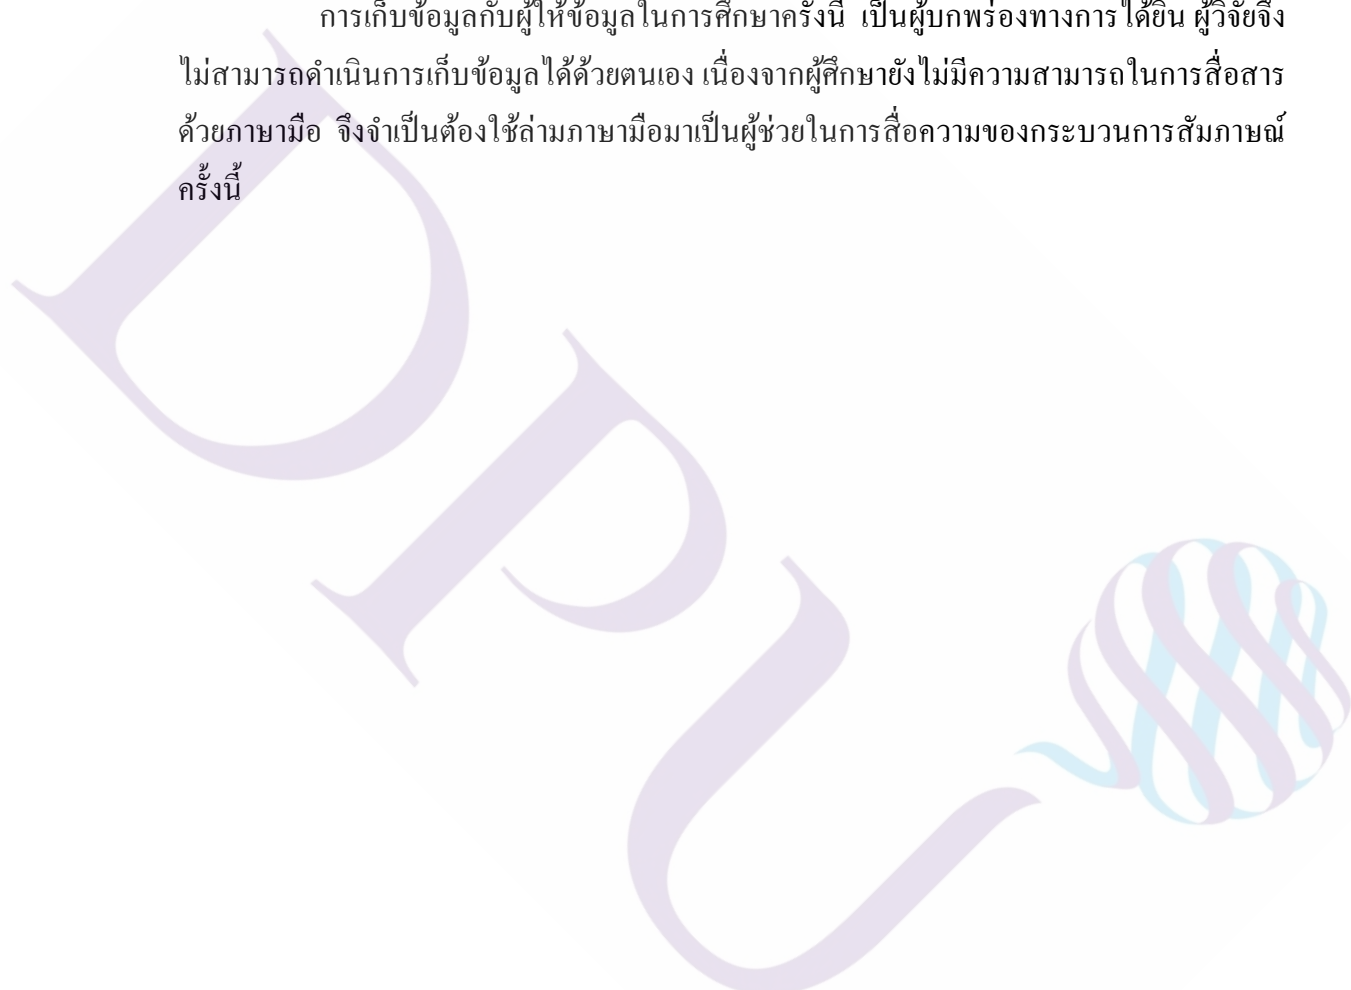 การเก็บข้อมูลกับผู้ให้ข้อมูลในการศึกษาครั้งนี้ เป็นผู้บกพร่องทางการได้ยิน ผู้วิจัยจึง
ไม่สามารถดำเนินการเก็บข้อมูลได้ด้วยตนเอง เนื่องจากผู้ศึกษายังไม่มีความสามารถในการสื่อสาร
ด้วยภาษามือ จึงจำเป็นต้องใช้ล่ามภาษามือมาเป็นผู้ช่วยในการสื่อความของกระบวนการสัมภาษณ์
ครั้งนี้
DPU